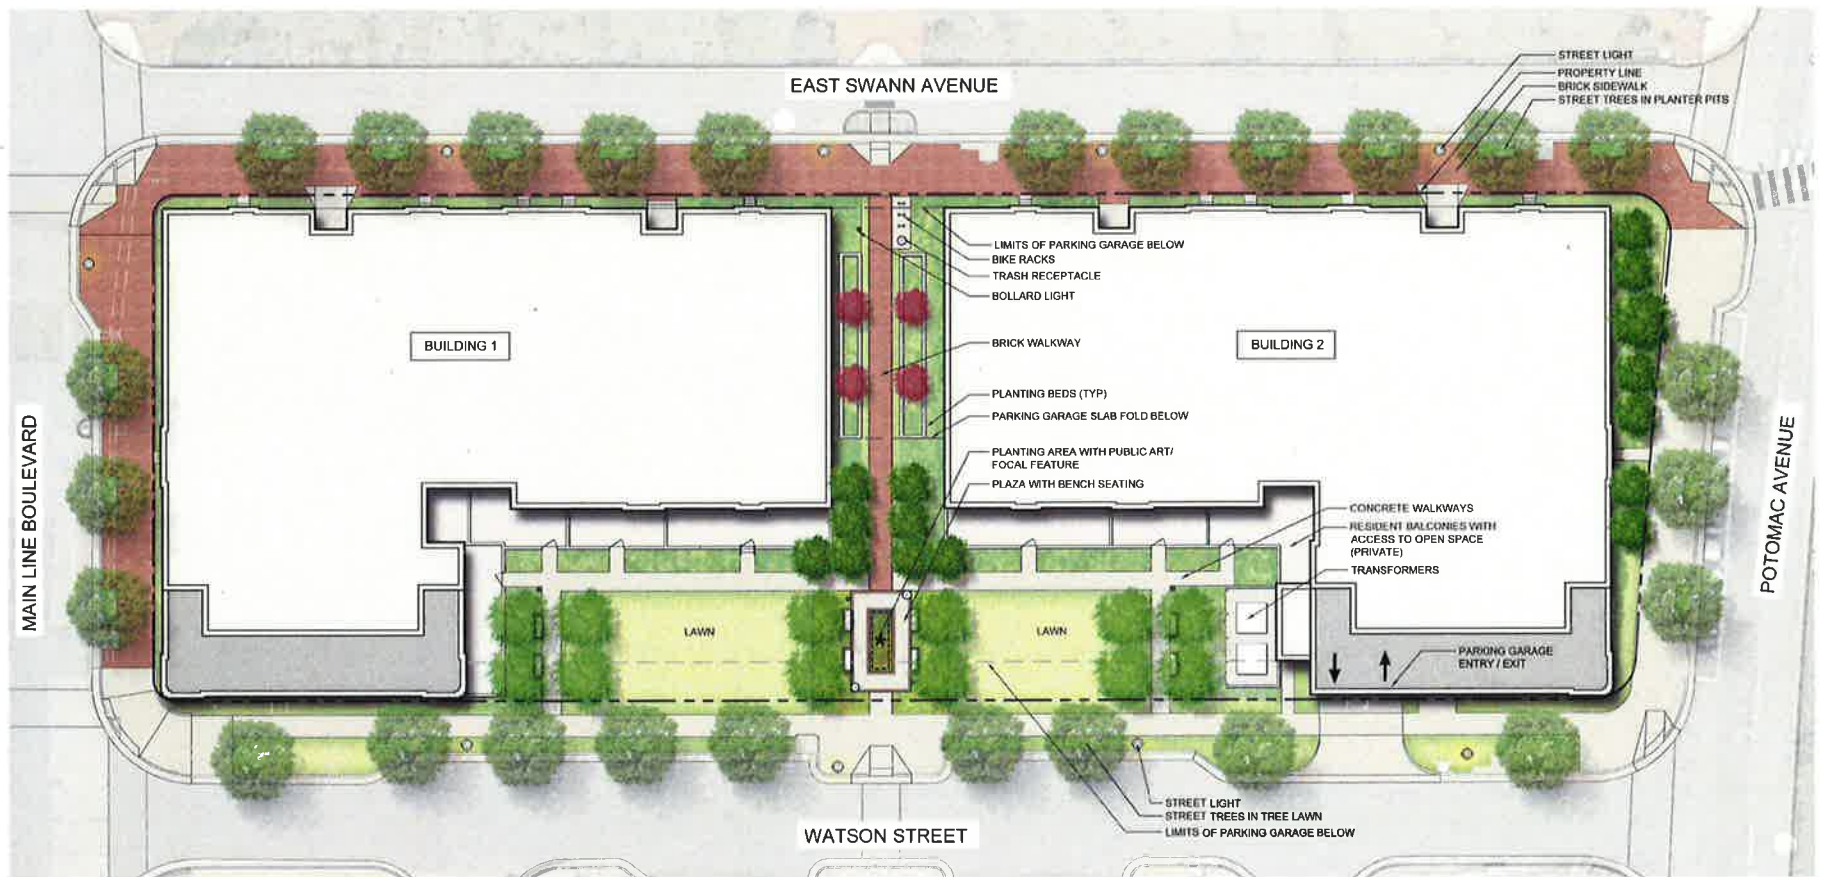 EAST SWANN AVENUE
STREET LIGHT
PROPERTY LINE
BRICK SIDEWALK
STREET TREES IN PLANTER PITS
LIMITS OF PARKING GARAGE BELOW
BIKE RACKS
TRASH RECEPTACLE
BOLLARD LIGHT
BUILDING 1
BRICK WALKWAY
BUILDING 2
PLANTING BEDS (TYP)
PARKING GARAGE SLAB FOLD BELOW
PLANTING AREA WITH PUBLIC ART/
FOCAL FEATURE
PLAZA WITH BENCH SEATING
MAIN LINE BOULEVARD
POTOMAC AVENUE
CONCRETE WALKWAYS
RESIDENT BALCONIES WITH
ACCESS TO OPEN SPACE
(PRIVATE)
TRANSFORMERS
LAWN
LAWN
PARKING GARAGE
ENTRY / EXIT
STREET LIGHT
STREET TREES IN TREE LAWN
LIMITS OF PARKING GARAGE BELOW
WATSON STREET